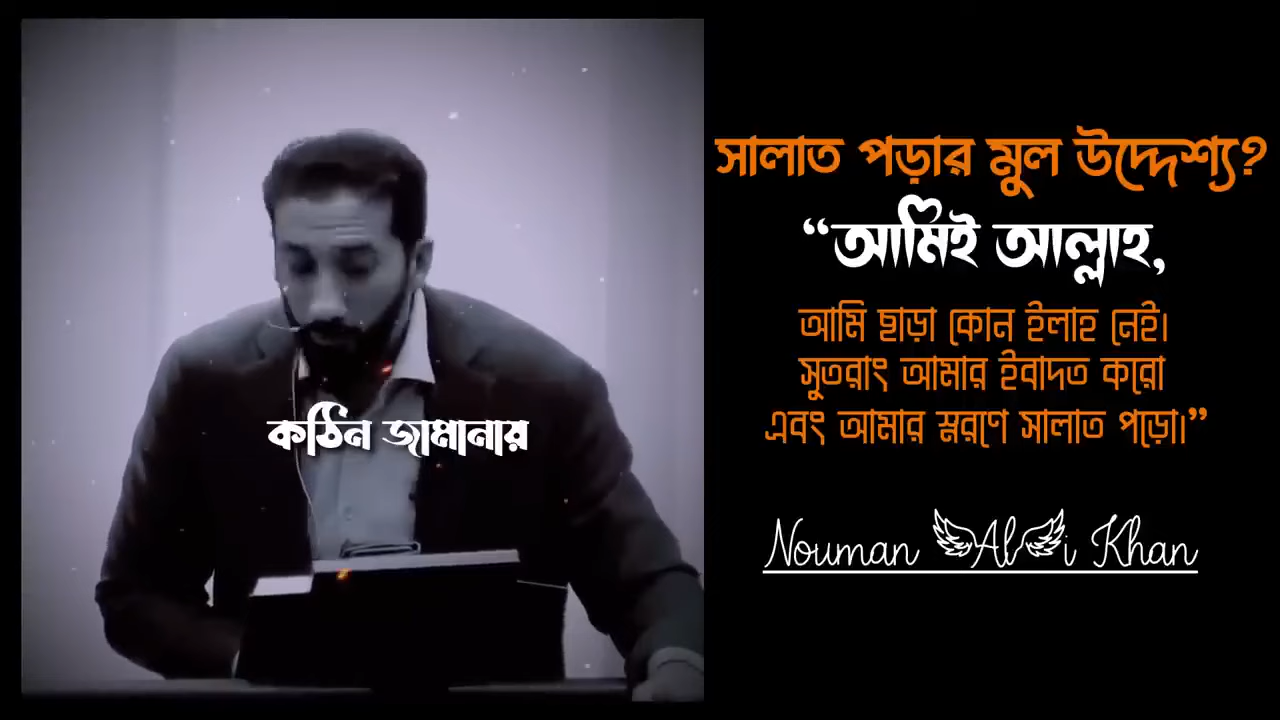 কঠিন জামানার
সালাত পড়ার মুল উদ্দেশ্য?
“আমিই আল্লাহ,
আমি ছাড়া কোন ইলাহ নেই।
সুতরাং আমার ইবাদত করো
এবং আমার স্মরণে সালাত পড়ো।”
Nouman Ali Khan